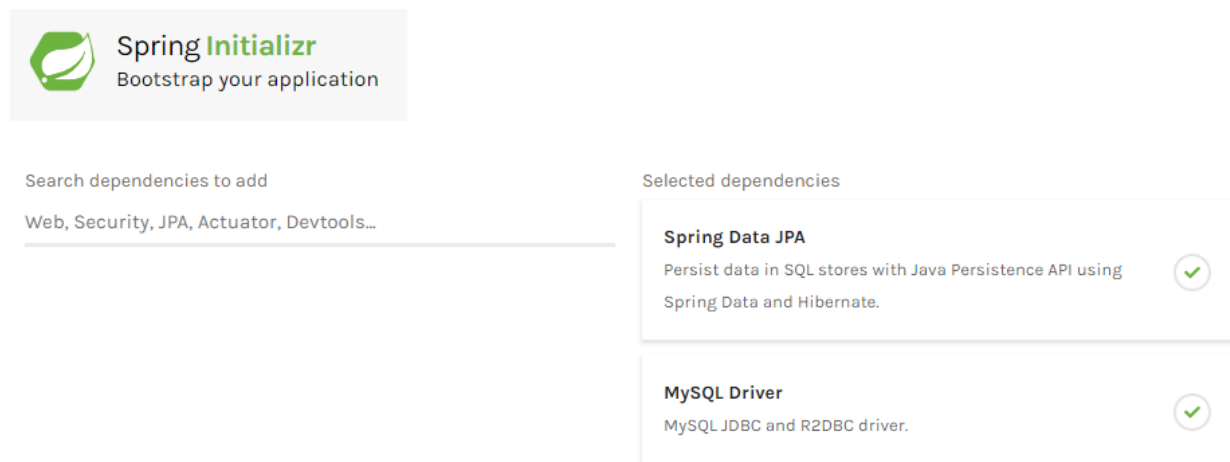 Spring Initializr
Bootstrap your application
Search dependencies to add
Web, Security, JPA, Actuator, Devtools...
Selected dependencies
Spring Data JPA
Persist data in SQL stores with Java Persistence API using
Spring Data and Hibernate.
MySQL Driver
MySQL JDBC and R2DBC driver.